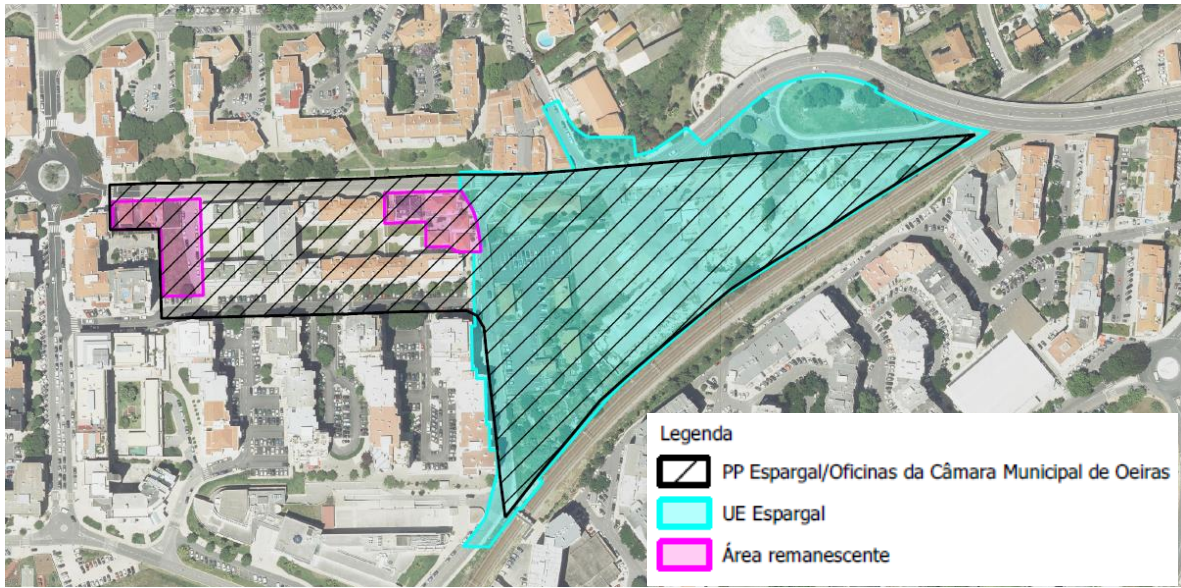 Legenda
PP Espargal/Oficinas da Câmara Municipal de Oeiras
UE Espargal
Área remanescente